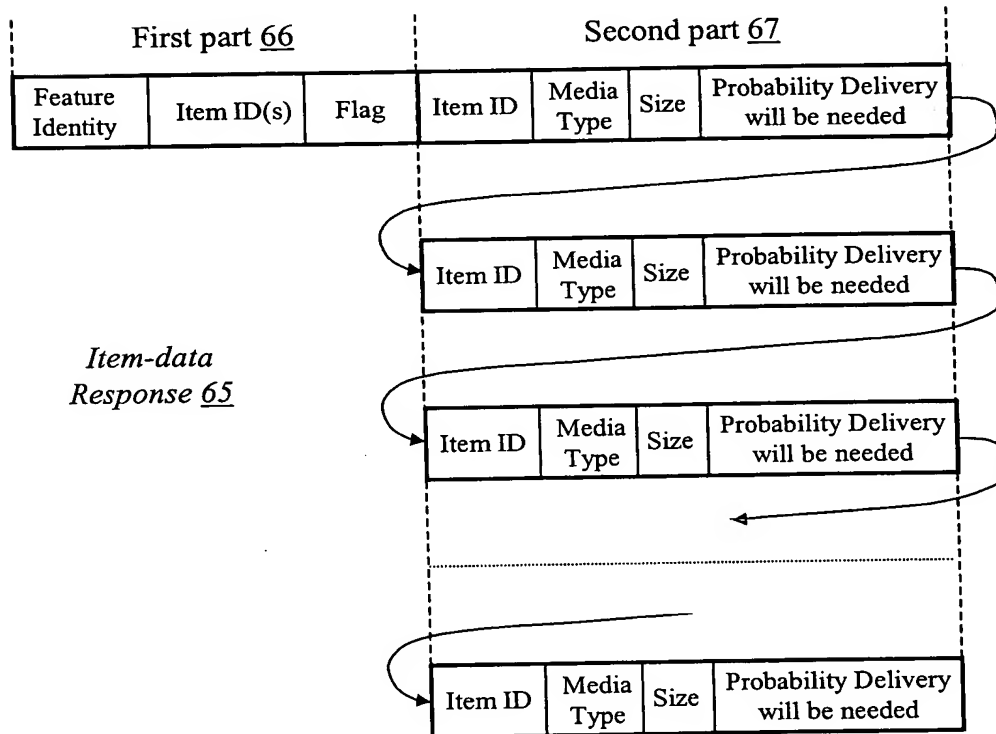 First part 66
Second part 67
Feature Identity
Item ID(s)
Flag
Item ID
Media Type
Size
Probability Delivery will be needed
Item ID
Media Type
Size
Probability Delivery will be needed
Item-data Response 65
Item ID
Media Type
Size
Probability Delivery will be needed
Item ID
Media Type
Size
Probability Delivery will be needed